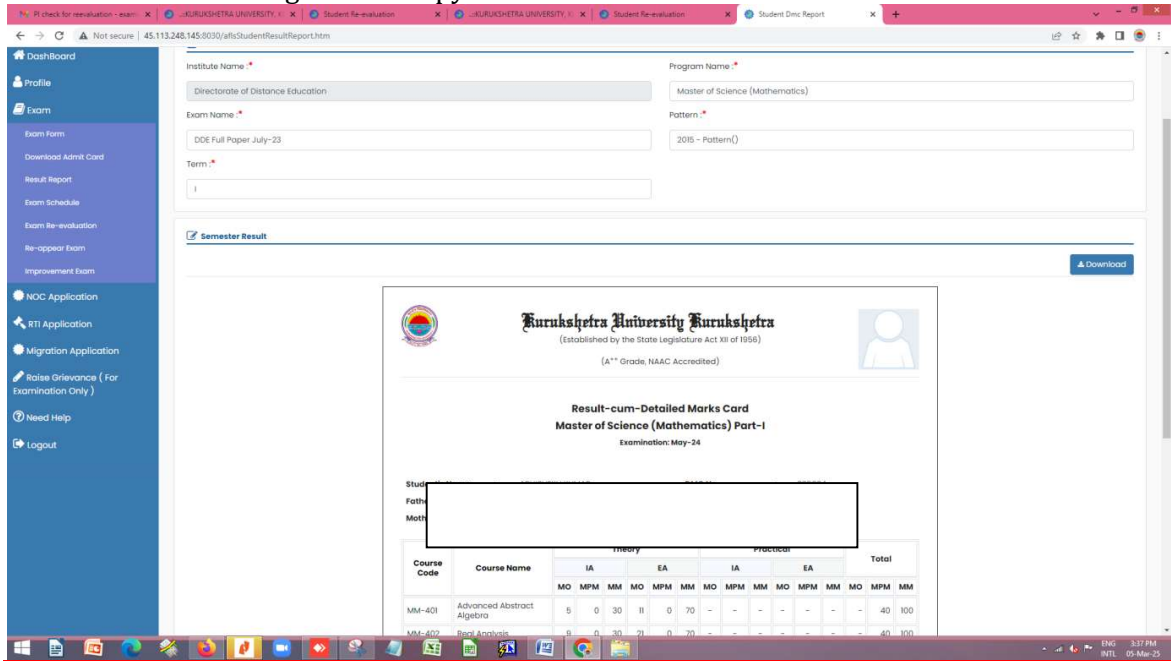 PI check for reevaluation - exam
..::KURUKSHETRA UNIVERSITY, K
Student Re-evaluation
..::KURUKSHETRA UNIVERSITY, K
Student Re-evaluation
Student Dmc Report
Not secure | 45.113.248.145:8030/aflsStudentResultReport.htm
DashBoard
Profile
Exam
Exam Form
Download Admit Card
Result Report
Exam Schedule
Exam Re-evaluation
Re-appear Exam
Improvement Exam
NOC Application
RTI Application
Migration Application
Raise Grievance ( For
Examination Only )
Need Help
Logout
Institute Name :*
Program Name :*
Directorate of Distance Education
Master of Science (Mathematics)
Exam Name :*
Pattern :*
DDE Full Paper July-23
2015 - Pattern()
Term :*
I
Semester Result
Download
Kurukshetra University Kurukshetra
(Established by the State Legislature Act XII of 1956)
(A++ Grade, NAAC Accredited)
Result-cum-Detailed Marks Card
Master of Science (Mathematics) Part-I
Examination: May-24
Theory Practical
Course Code Course Name IA EA IA EA Total
MO MPM MM MO MPM MM MO MPM MM MO MPM MM MO MPM MM
MM-401 Advanced Abstract Algebra 5 0 30 11 0 70 - - - - - - - 40 100
MM-402 Real Analysis 9 0 30 21 0 70 - - - - - - - 40 100
ENG 3:37 PM
INTL 05-Mar-25